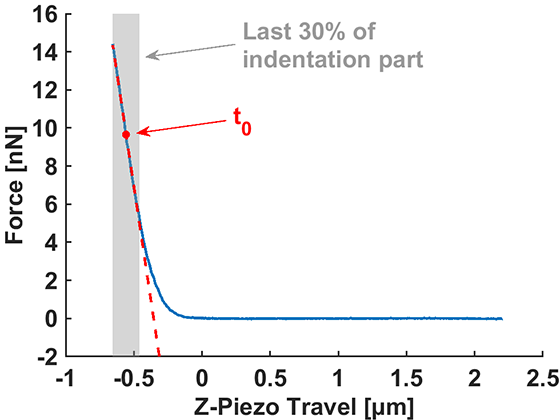 16
14
12
10
8
6
4
2
0
-2
Force [nN]
Last 30% of
indentation part
t0
-1 -0.5 0 0.5 1 1.5 2 2.5
Z-Piezo Travel [µm]